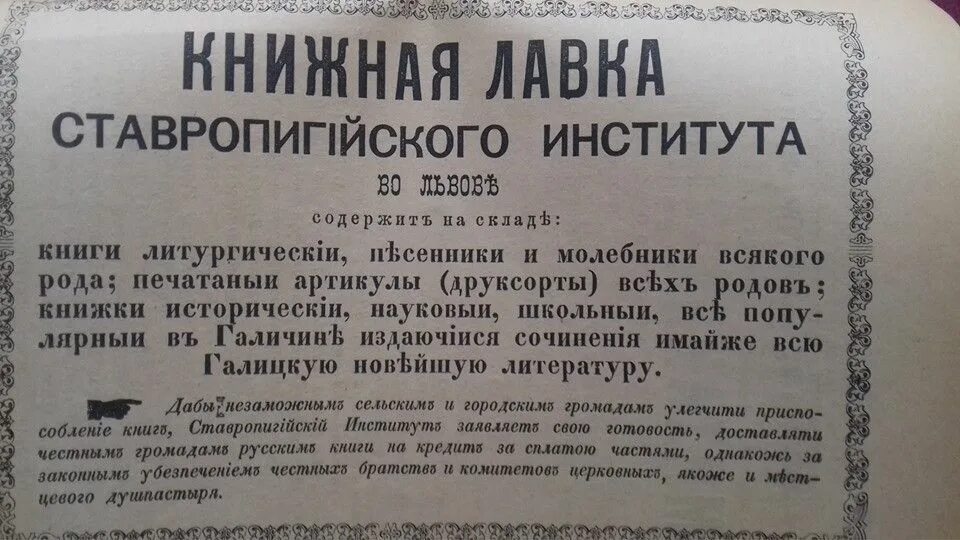 КНИЖНАЯ ЛАВКА
СТАВРОПИГІЙСКОГО ИНСТИТУТА
ВО ЛЬВОВѢ
содержитъ на складѣ:
книги литургическіи, пѣсенники и молебники всякого
рода; печатаныи артикулы (друксорты) всѣхъ родовъ;
книжки историческіи, науковыи, школьныи, всѣ попу-
лярныи въ Галичинѣ издаючіися сочиненія имайже всю
Галицкую новѣйшую литературу.
Дабы незаможнымъ сельскимъ и городскимъ громадамъ улегчити приспо-
собленіе книгъ, Ставропигійскій Институтъ заявляетъ свою готовость, доставляти
честнымъ громадамъ русскимъ книги на кредитъ за сплатою частями, однакожь за
законнымъ убезпеченіемъ честныхъ братствъ и комитетовъ церковныхъ, якоже и мѣст-
цевого душпастыря.